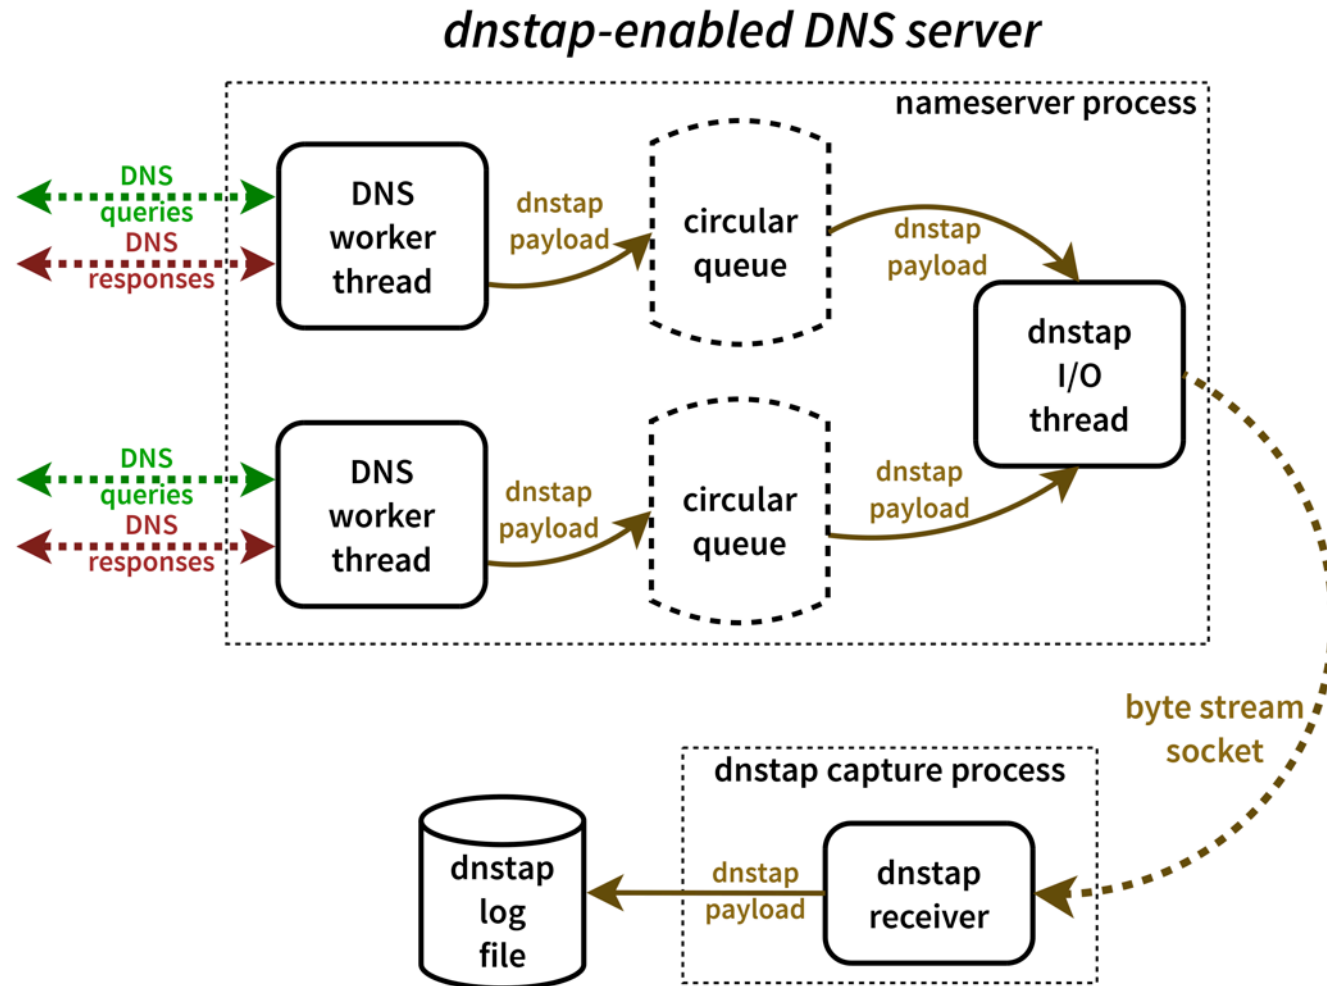 dnstap-enabled DNS server
nameserver process
DNS
queries
DNS
responses
DNS
worker
thread
dnstap
payload
circular
queue
dnstap
payload
dnstap
I/O
thread
DNS
queries
DNS
responses
DNS
worker
thread
dnstap
payload
circular
queue
dnstap
payload
byte stream
socket
dnstap capture process
dnstap
receiver
dnstap
payload
dnstap
log
file